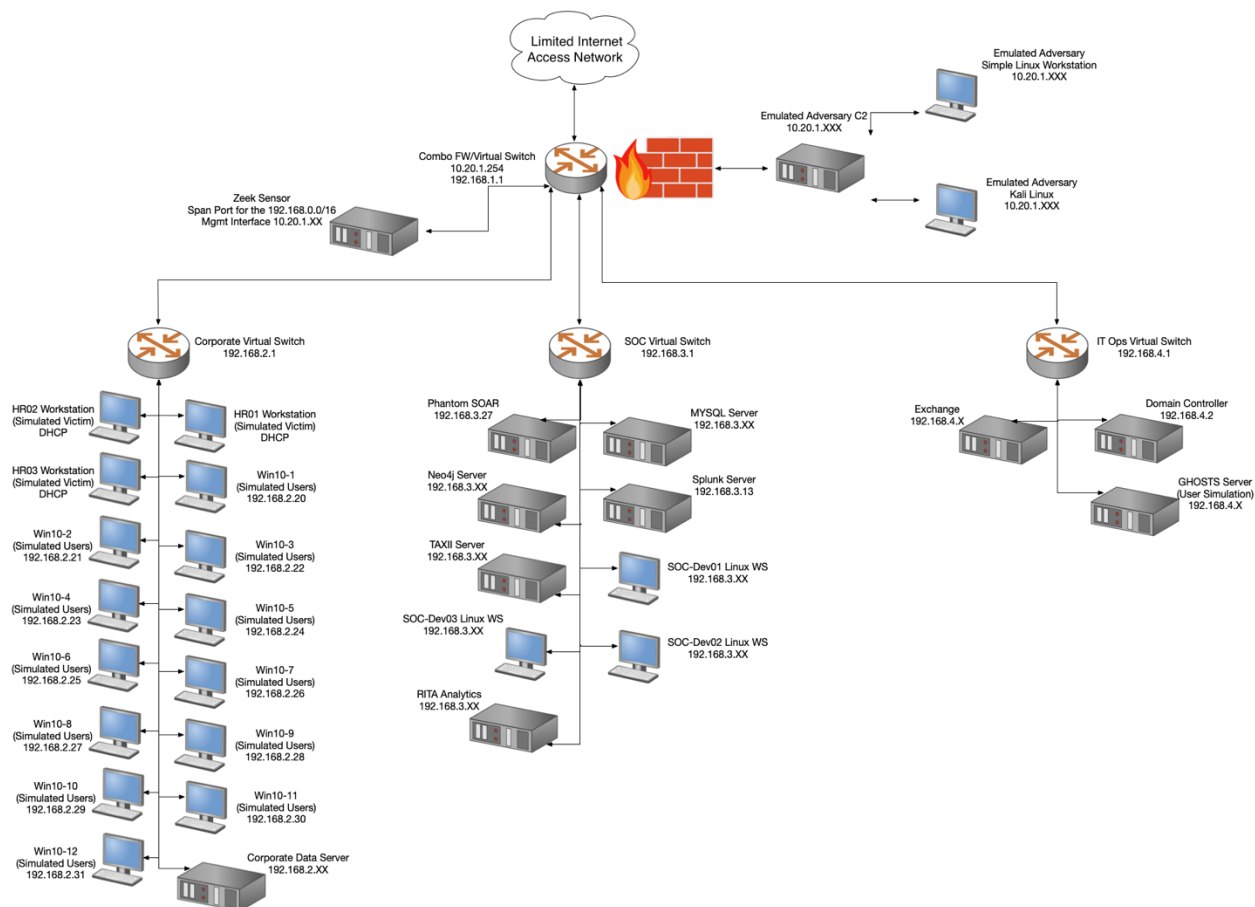 Limited Internet
Access Network
Emulated Adversary
Simple Linux Workstation
10.20.1.XXX
Emulated Adversary C2
10.20.1.XXX
Combo FW/Virtual Switch
10.20.1.254
192.168.1.1
Zeek Sensor
Span Port for the 192.168.0.0/16
Mgmt Interface 10.20.1.XX
Emulated Adversary
Kali Linux
10.20.1.XXX
Corporate Virtual Switch
192.168.2.1
SOC Virtual Switch
192.168.3.1
IT Ops Virtual Switch
192.168.4.1
HR02 Workstation
(Simulated Victim)
DHCP
HR01 Workstation
(Simulated Victim)
DHCP
HR03 Workstation
(Simulated Victim)
DHCP
Win10-1
(Simulated Users)
192.168.2.20
Win10-2
(Simulated Users)
192.168.2.21
Win10-3
(Simulated Users)
192.168.2.22
Win10-4
(Simulated Users)
192.168.2.23
Win10-5
(Simulated Users)
192.168.2.24
Win10-6
(Simulated Users)
192.168.2.25
Win10-7
(Simulated Users)
192.168.2.26
Win10-8
(Simulated Users)
192.168.2.27
Win10-9
(Simulated Users)
192.168.2.28
Win10-10
(Simulated Users)
192.168.2.29
Win10-11
(Simulated Users)
192.168.2.30
Win10-12
(Simulated Users)
192.168.2.31
Corporate Data Server
192.168.2.XX
Phantom SOAR
192.168.3.27
MYSQL Server
192.168.3.XX
Neo4j Server
192.168.3.XX
Splunk Server
192.168.3.13
TAXII Server
192.168.3.XX
SOC-Dev01 Linux WS
192.168.3.XX
SOC-Dev03 Linux WS
192.168.3.XX
SOC-Dev02 Linux WS
192.168.3.XX
RITA Analytics
192.168.3.XX
Exchange
192.168.4.X
Domain Controller
192.168.4.2
GHOSTS Server
(User Simulation)
192.168.4.X